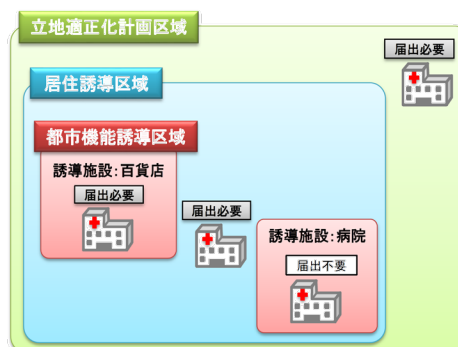 立地適正化計画区域
届出必要
居住誘導区域
都市機能誘導区域
誘導施設:百貨店
届出必要
届出必要
誘導施設:病院
届出不要